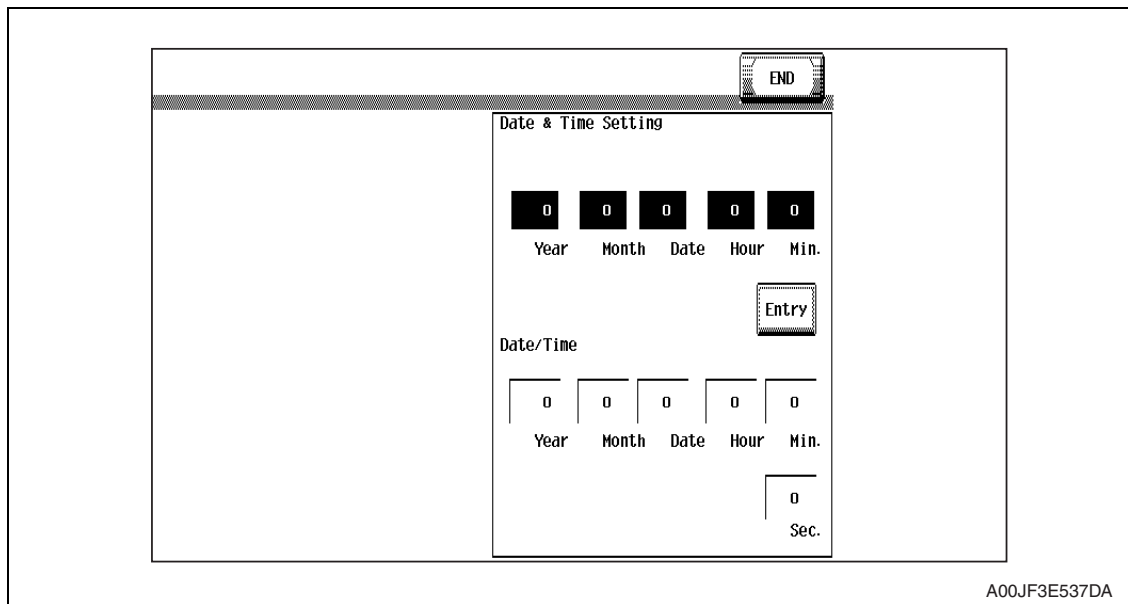 END
Date & Time Setting
0 0 0 0 0
Year Month Date Hour Min.
Entry
Date/Time
0 0 0 0 0
Year Month Date Hour Min.
0
Sec.
A00JF3E537DA